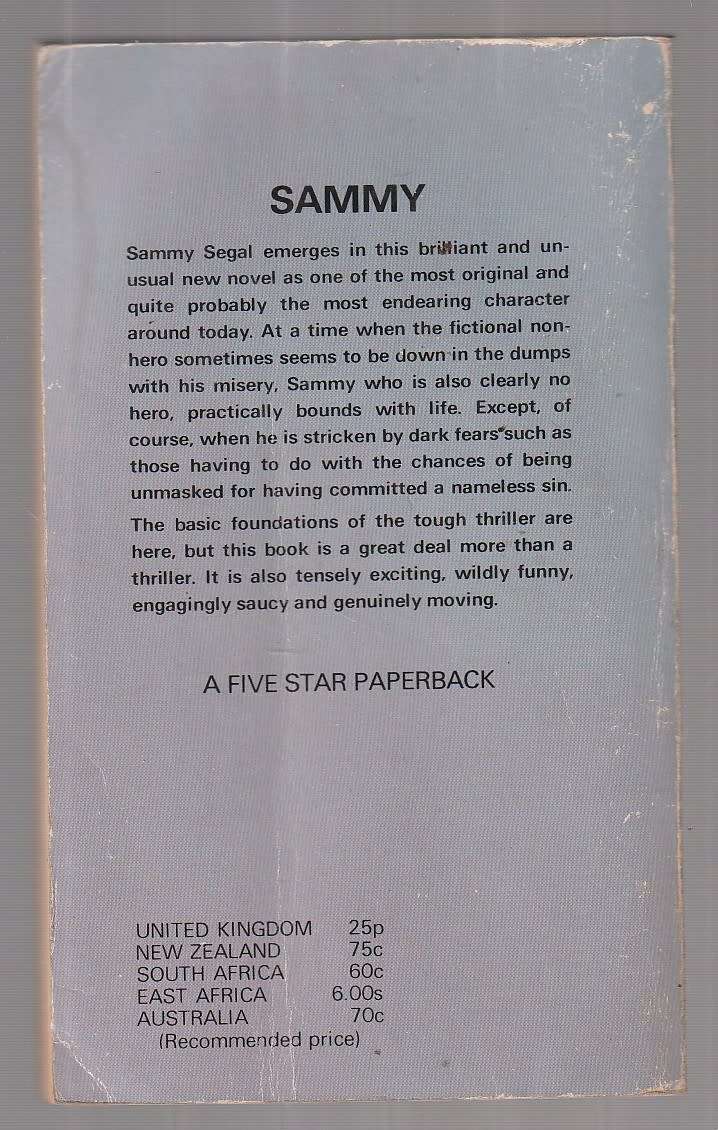 SAMMY
Sammy Segal emerges in this brilliant and un-
usual new novel as one of the most original and
quite probably the most endearing character
around today. At a time when the fictional non-
hero sometimes seems to be down in the dumps
with his misery, Sammy who is also clearly no
hero, practically bounds with life. Except, of
course, when he is stricken by dark fears such as
those having to do with the chances of being
unmasked for having committed a nameless sin.
The basic foundations of the tough thriller are
here, but this book is a great deal more than a
thriller. It is also tensely exciting, wildly funny,
engagingly saucy and genuinely moving.
A FIVE STAR PAPERBACK
UNITED KINGDOM 25p
NEW ZEALAND 75c
SOUTH AFRICA 60c
EAST AFRICA 6.00s
AUSTRALIA 70c
(Recommended price)